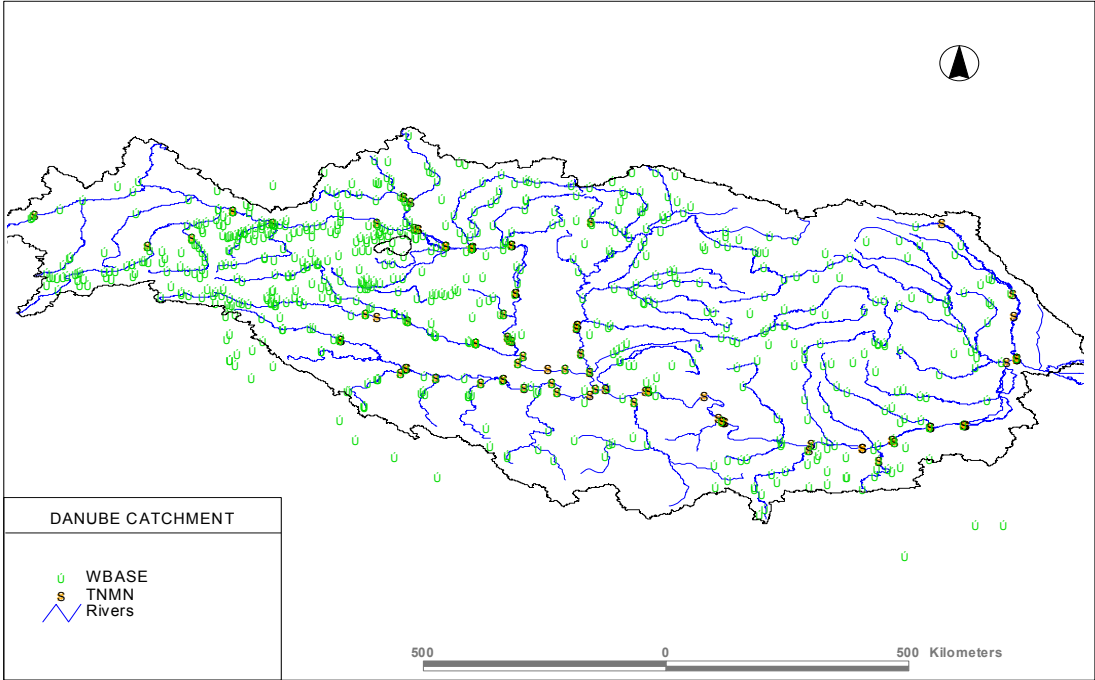 DANUBE CATCHMENT
Ú WBASE
S TNMN
Rivers
500 0 500 Kilometers